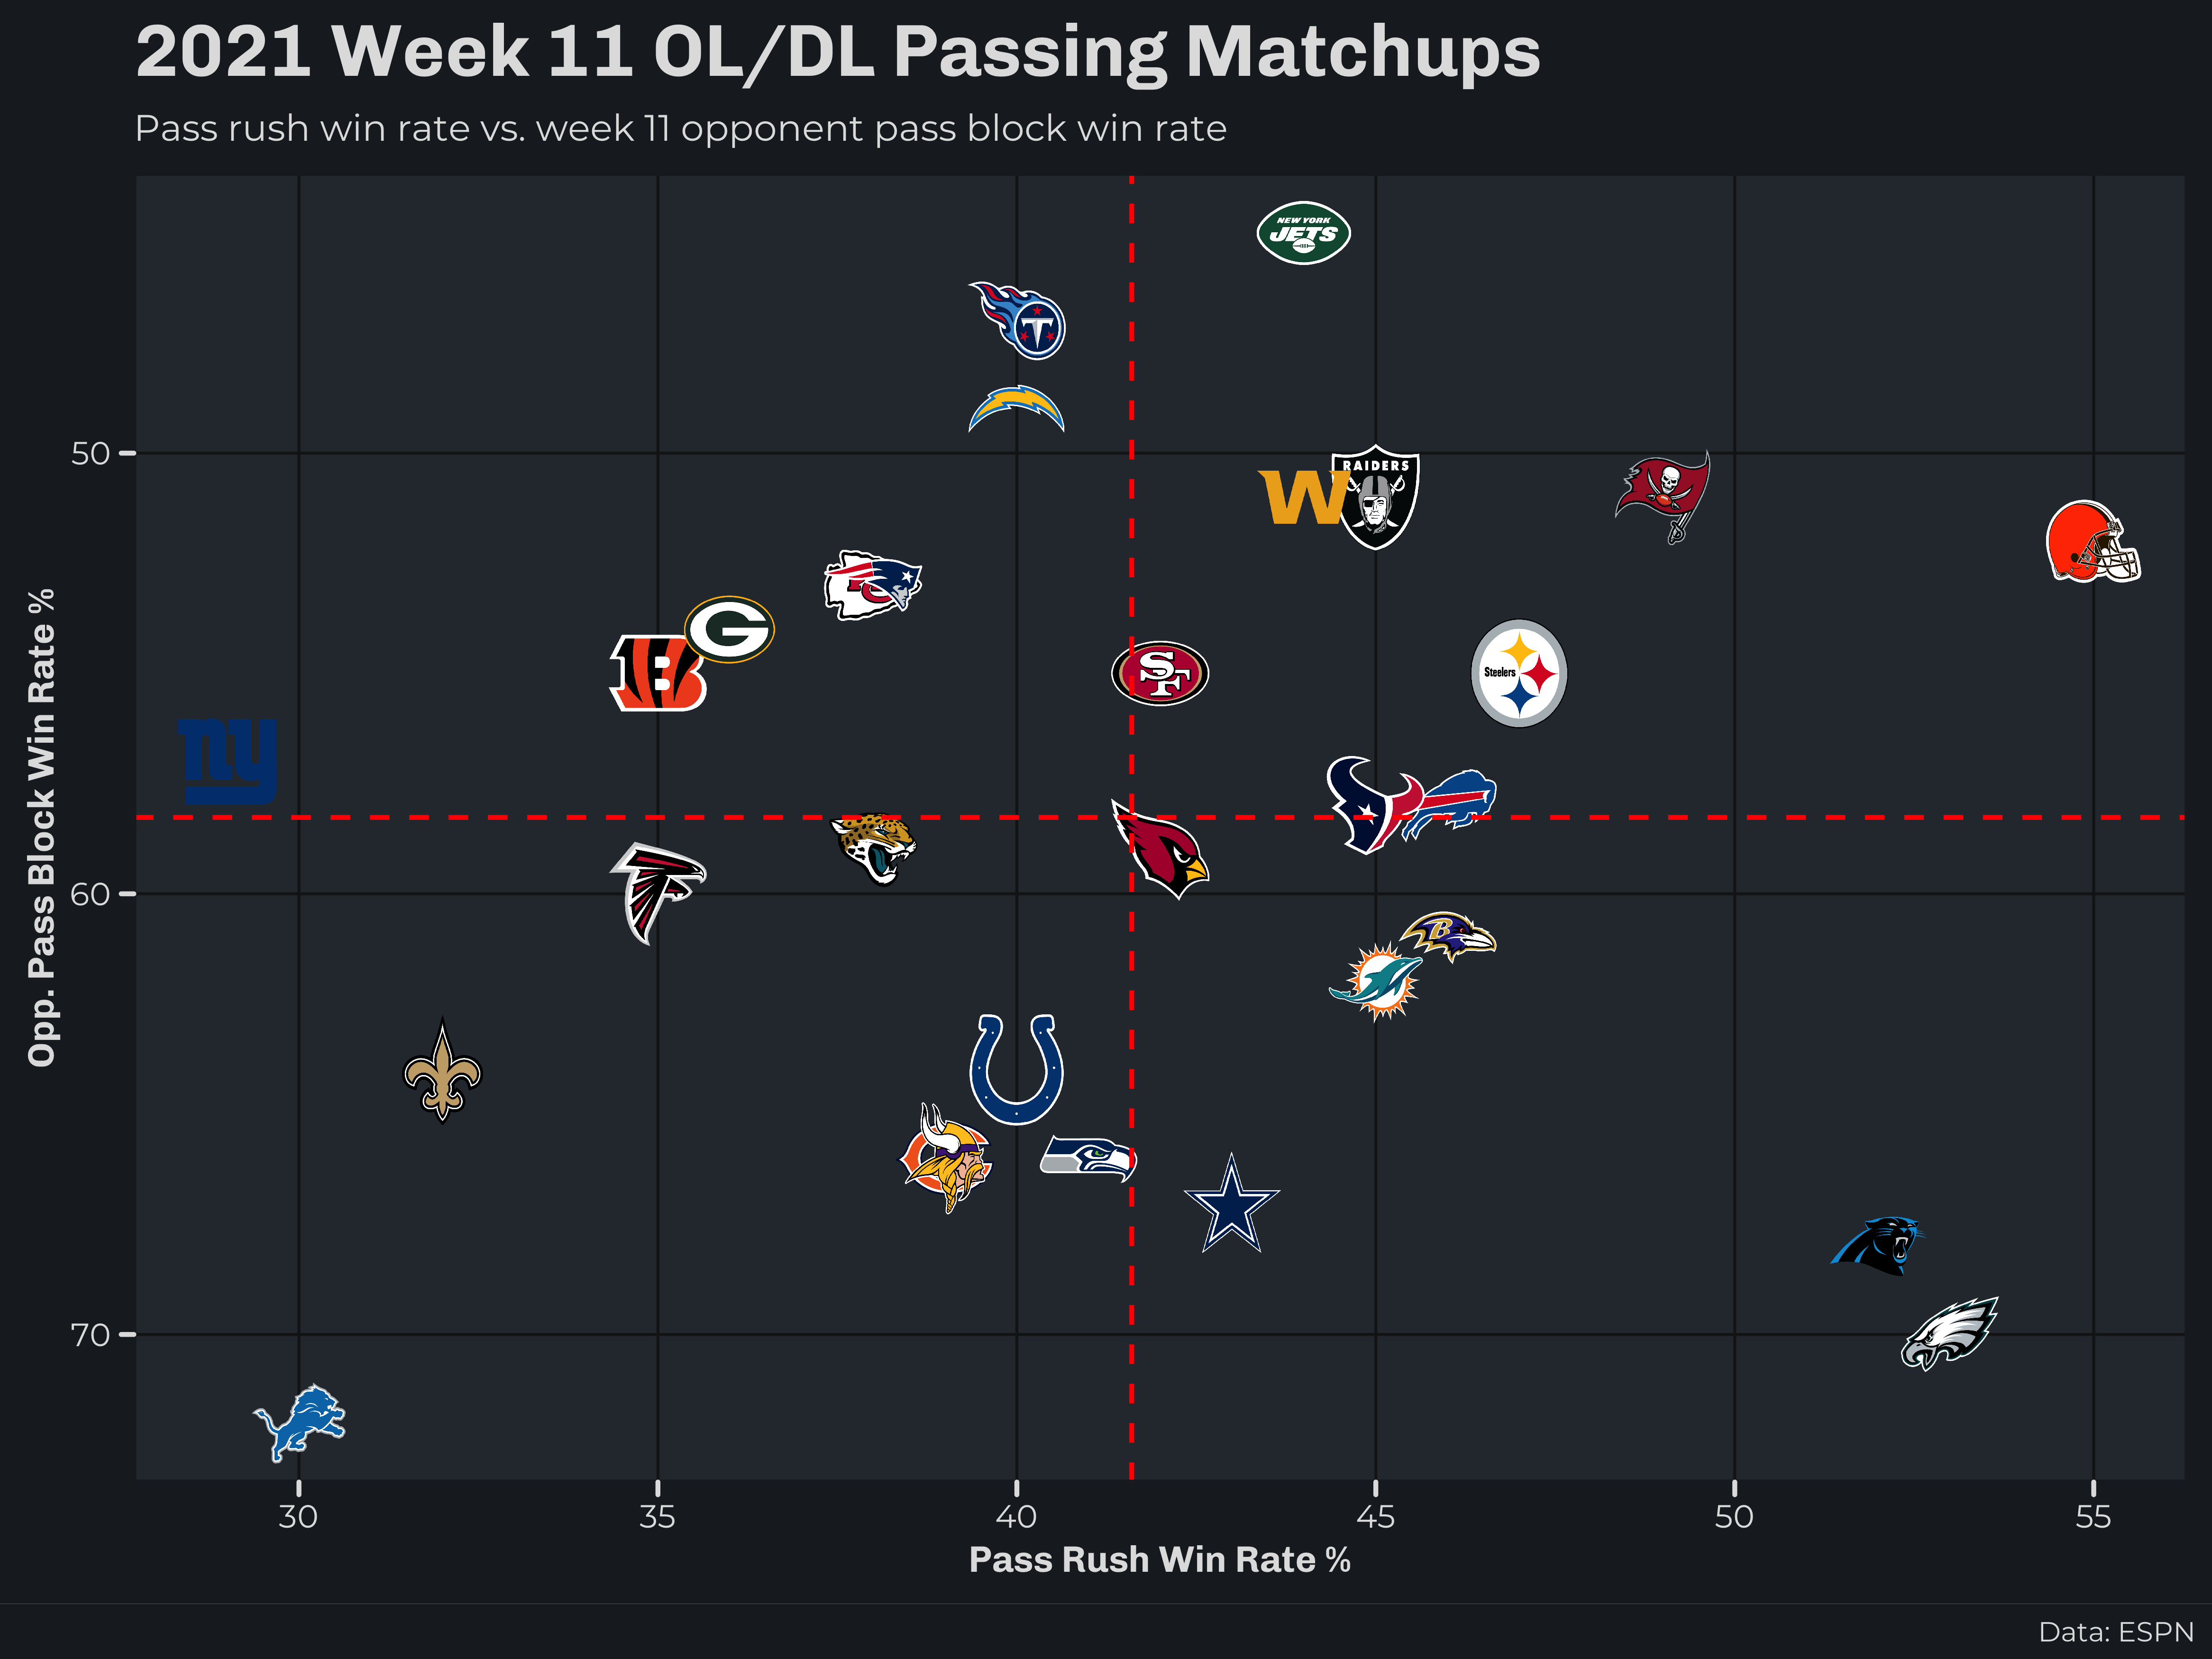 2021 Week 11 OL/DL Passing Matchups
Pass rush win rate vs. week 11 opponent pass block win rate
Opp. Pass Block Win Rate %
50
60
70
NEW YORK
JETS
T
W
RAIDERS
G
B
SF
Steelers
ny
B
C
30
35
40
45
50
55
Pass Rush Win Rate %
Data: ESPN